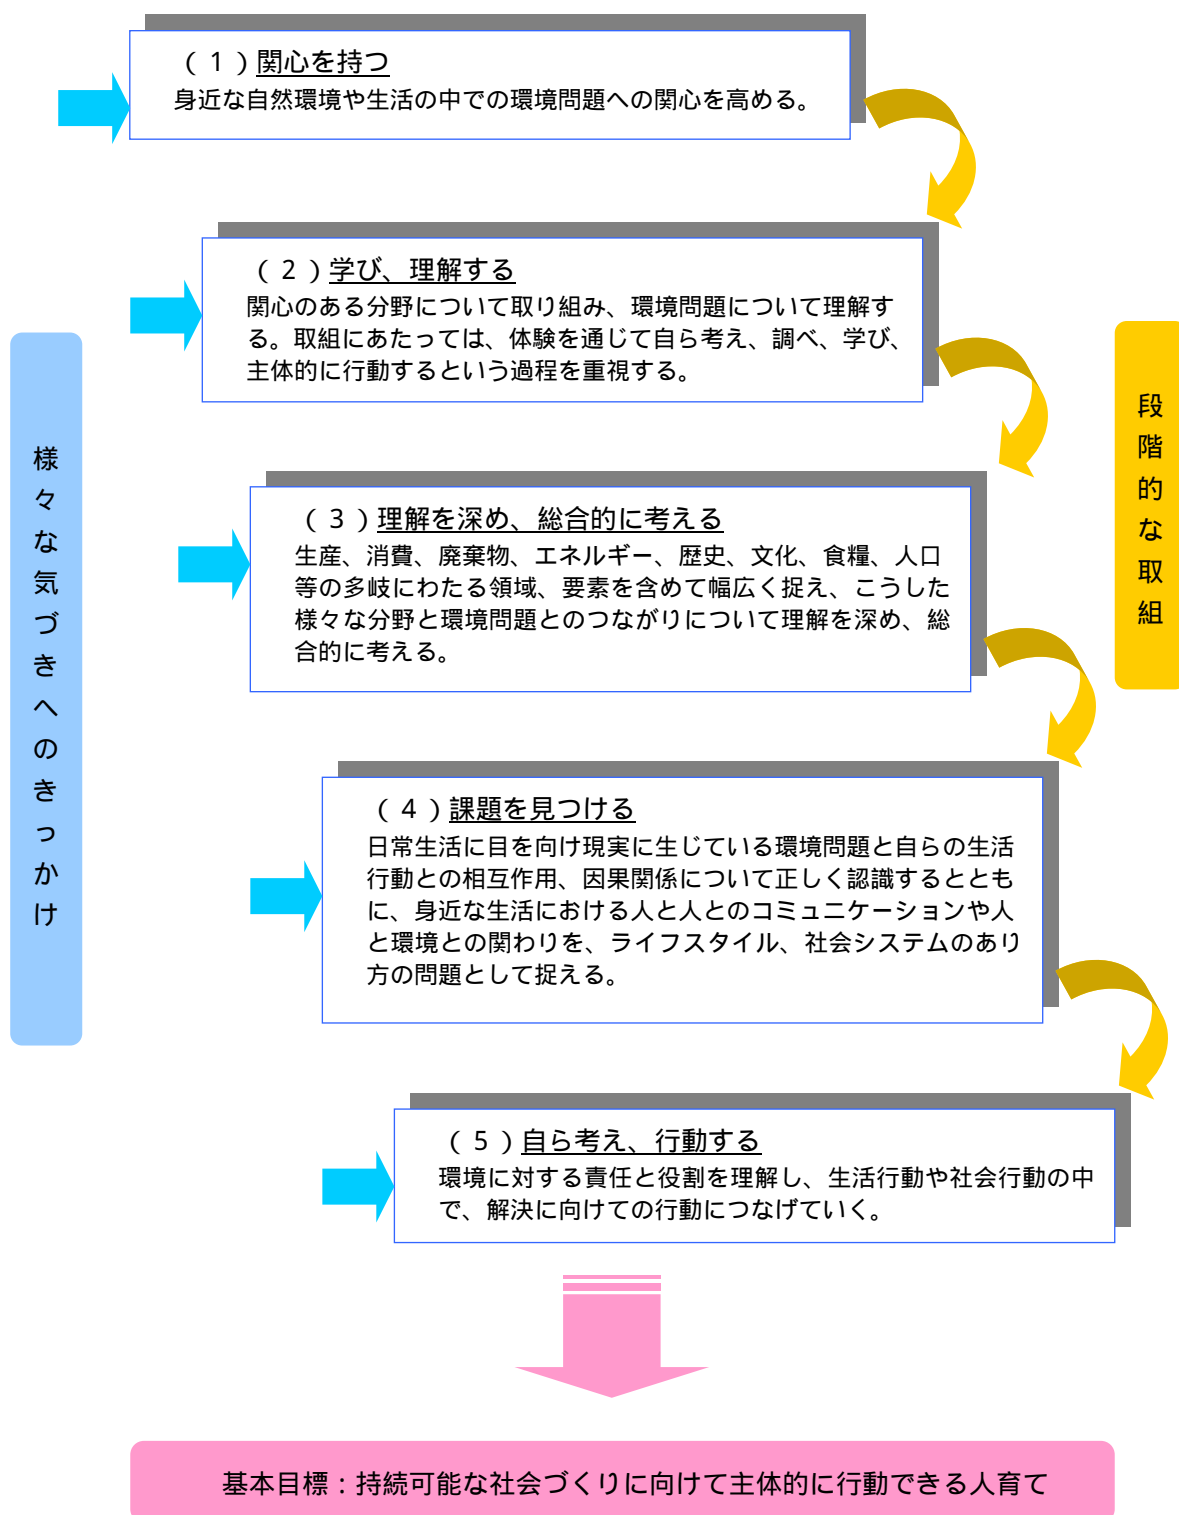 (1)関心を持つ
身近な自然環境や生活の中での環境問題への関心を高める。
(2)学び、理解する
関心のある分野について取り組み、環境問題について理解す
る。取組にあたっては、体験を通じて自ら考え、調べ、学び、
主体的に行動するという過程を重視する。
様々な気づきへのきっかけ
段階的な取組
(3)理解を深め、総合的に考える
生産、消費、廃棄物、エネルギー、歴史、文化、食糧、人口
等の多岐にわたる領域、要素を含めて幅広く捉え、こうした
様々な分野と環境問題とのつながりについて理解を深め、総
合的に考える。
(4)課題を見つける
日常生活に目を向け現実に生じている環境問題と自らの生活
行動との相互作用、因果関係について正しく認識するととも
に、身近な生活における人と人とのコミュニケーションや人
と環境との関わりを、ライフスタイル、社会システムのあり
方の問題として捉える。
(5)自ら考え、行動する
環境に対する責任と役割を理解し、生活行動や社会行動の中
で、解決に向けての行動につなげていく。
基本目標:持続可能な社会づくりに向けて主体的に行動できる人育て